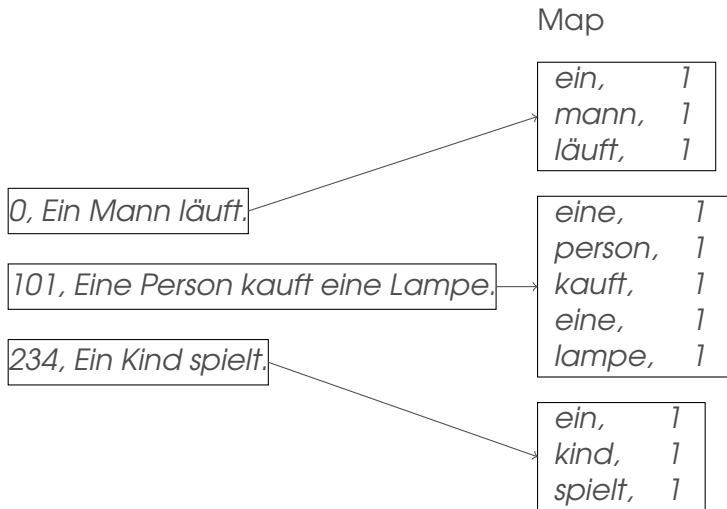 Map
ein, 1
mann, 1
läuft, 1
0, Ein Mann läuft.
eine, 1
person, 1
101, Eine Person kauft eine Lampe.
kauft, 1
eine, 1
lampe, 1
234, Ein Kind spielt.
ein, 1
kind, 1
spielt, 1